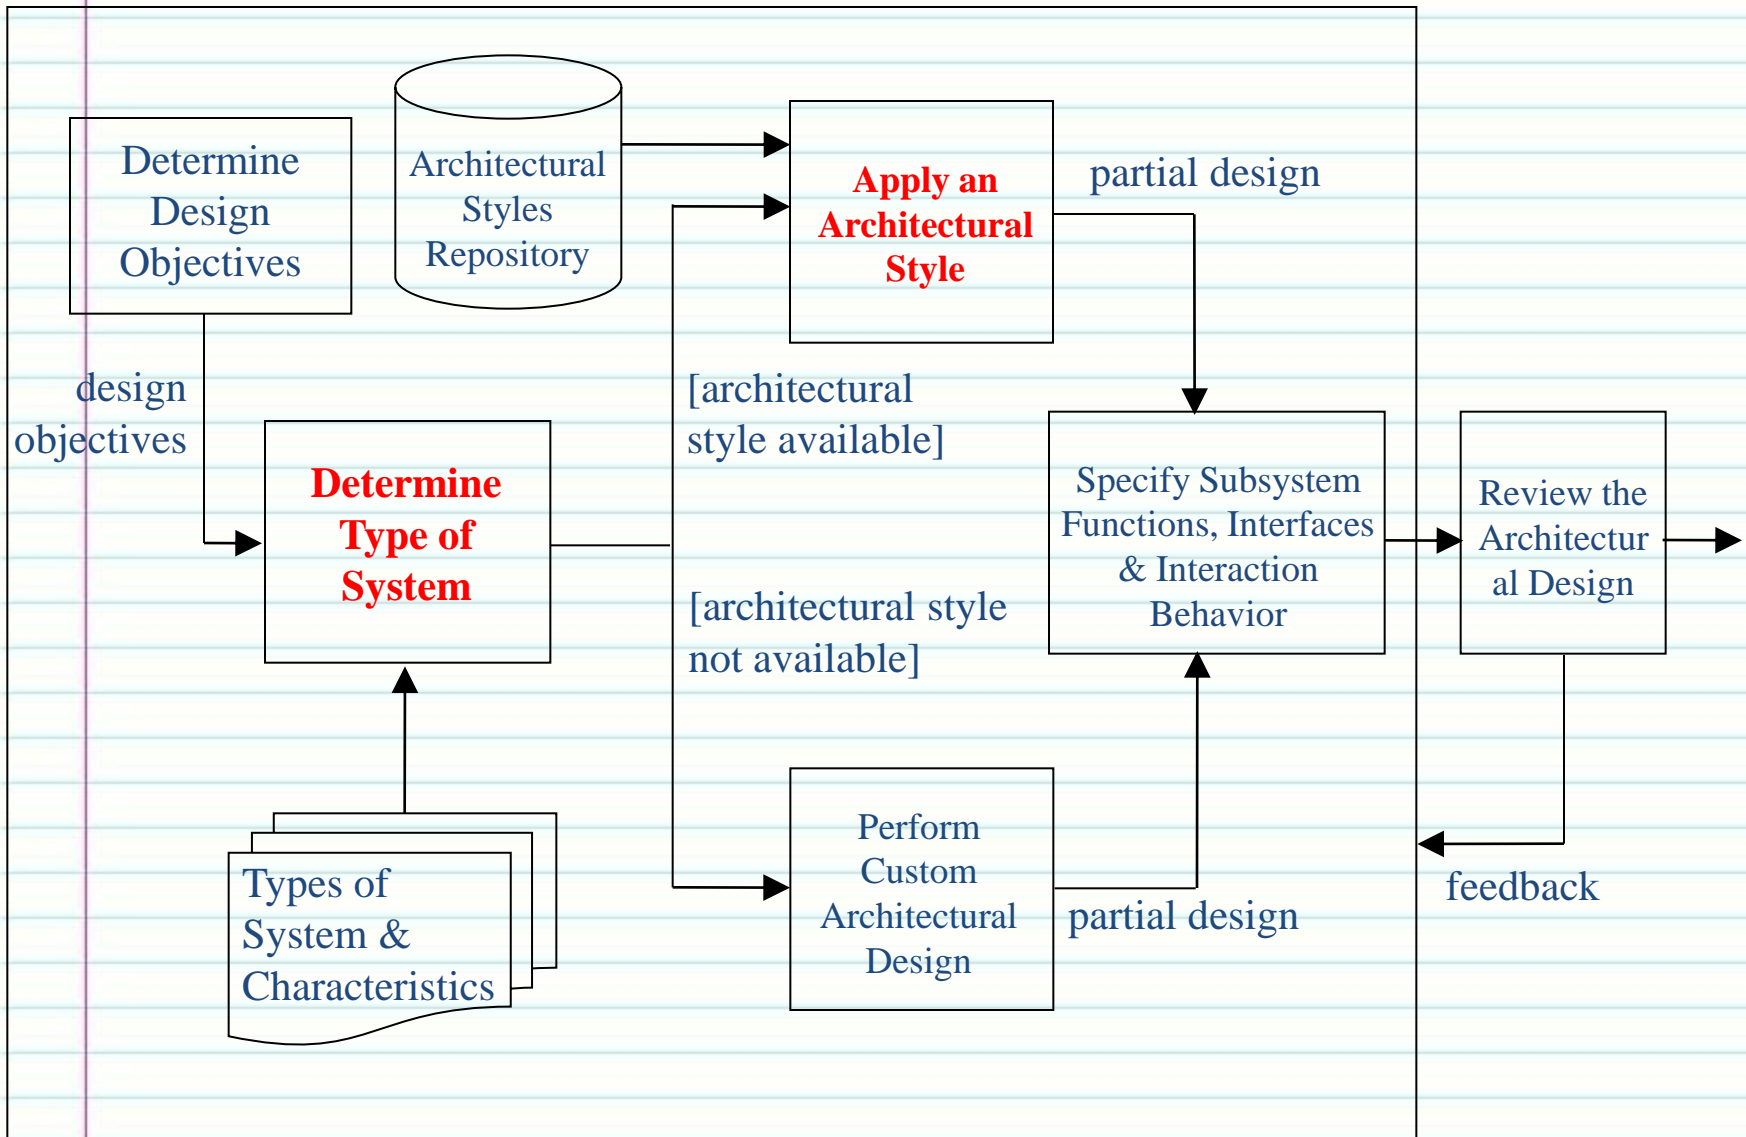 Determine
Design
Objectives
Architectural
Styles
Repository
Apply an
Architectural
Style
partial design
design
objectives
[architectural
style available]
Determine
Type of
System
Specify Subsystem
Functions, Interfaces
& Interaction
Behavior
Review the
Architectur
al Design
[architectural style
not available]
Types of
System &
Characteristics
Perform
Custom
Architectural
Design
partial design
feedback